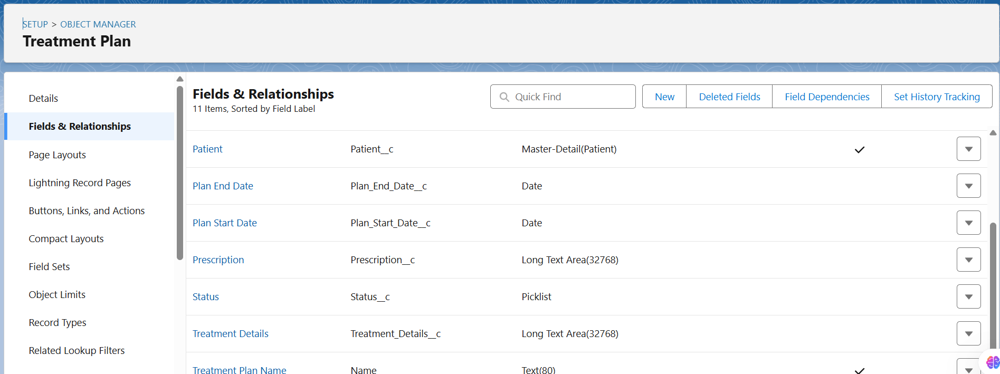 SETUP > OBJECT MANAGER
Treatment Plan
Details
Fields & Relationships
Page Layouts
Lightning Record Pages
Buttons, Links, and Actions
Compact Layouts
Field Sets
Object Limits
Record Types
Related Lookup Filters
Fields & Relationships
11 Items, Sorted by Field Label
Quick Find
New
Deleted Fields
Field Dependencies
Set History Tracking
Patient Patient__c Master-Detail(Patient)
Plan End Date Plan_End_Date__c Date
Plan Start Date Plan_Start_Date__c Date
Prescription Prescription__c Long Text Area(32768)
Status Status__c Picklist
Treatment Details Treatment_Details__c Long Text Area(32768)
Treatment Plan Name Name Text(80)